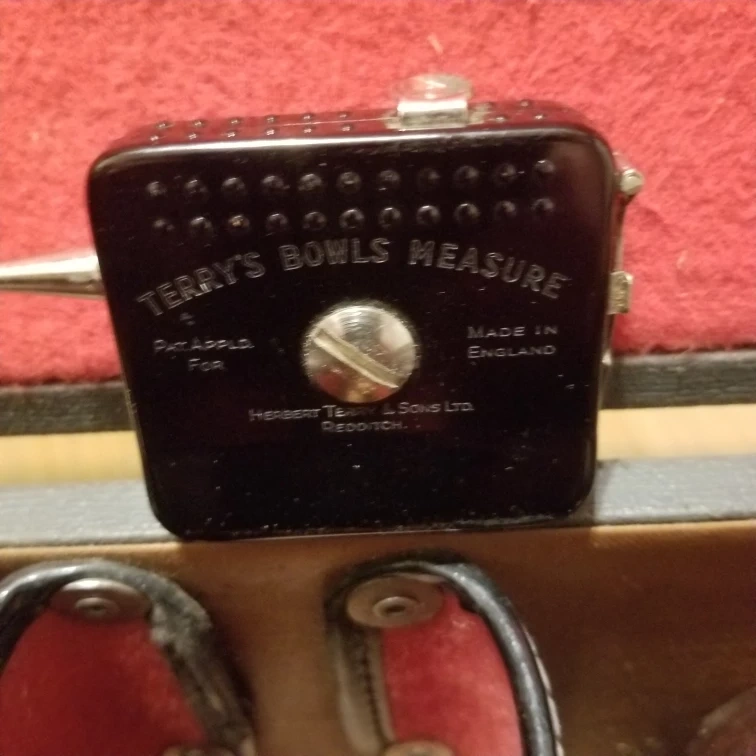 TERRY'S BOWLS MEASURE
PAT. APPLD.
FOR
MADE IN
ENGLAND
HERBERT TERRY & SONS LTD.
REDDITCH.